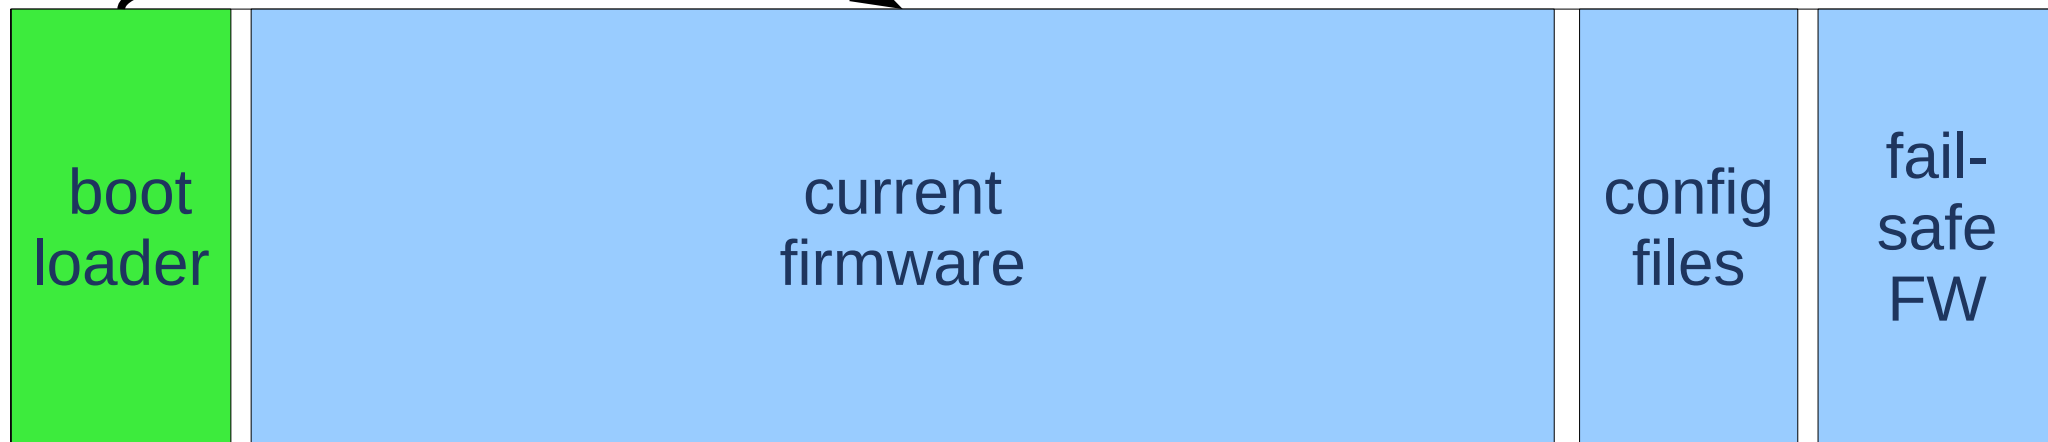 boot
loader
current
firmware
config
files
fail-
safe
FW